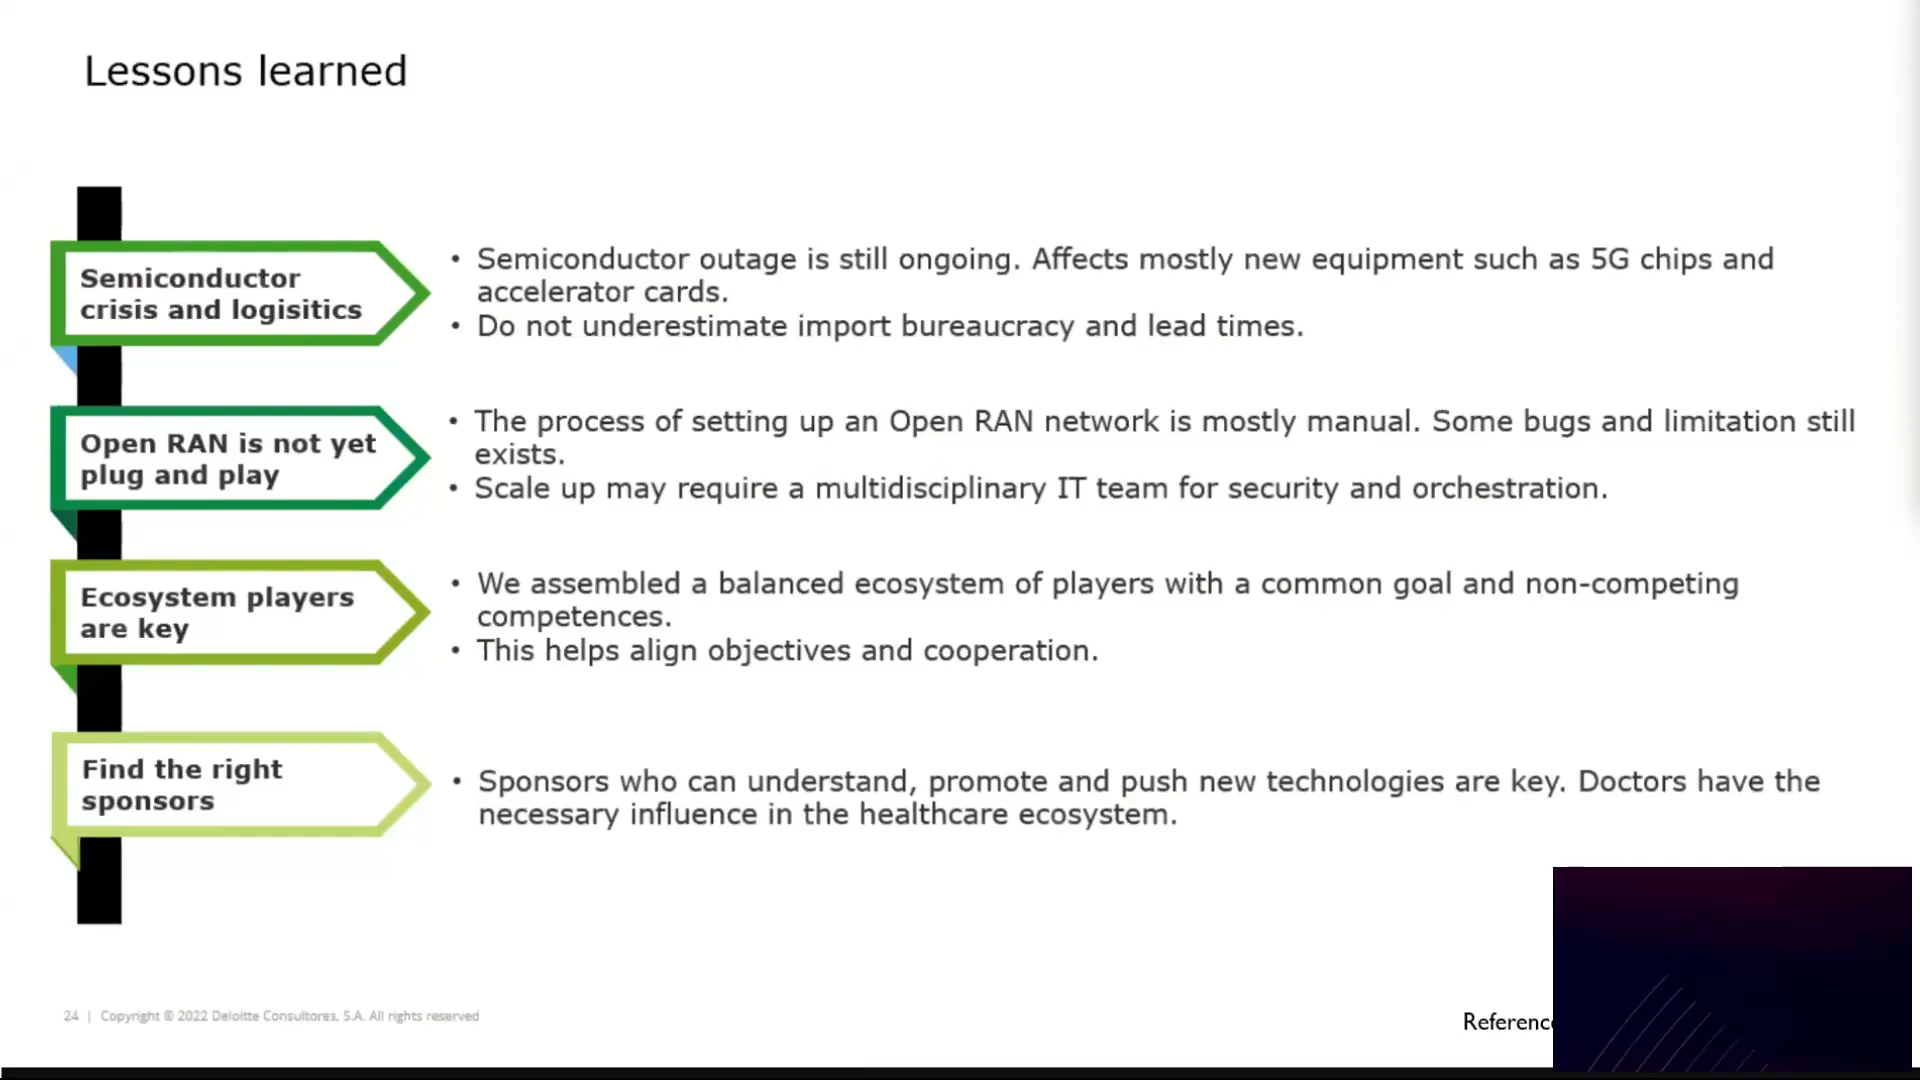 Lessons learned
Semiconductor
crisis and logisitics
• Semiconductor outage is still ongoing. Affects mostly new equipment such as 5G chips and
accelerator cards.
• Do not underestimate import bureaucracy and lead times.
Open RAN is not yet
plug and play
• The process of setting up an Open RAN network is mostly manual. Some bugs and limitation still
exists.
• Scale up may require a multidisciplinary IT team for security and orchestration.
Ecosystem players
are key
• We assembled a balanced ecosystem of players with a common goal and non-competing
competences.
• This helps align objectives and cooperation.
Find the right
sponsors
• Sponsors who can understand, promote and push new technologies are key. Doctors have the
necessary influence in the healthcare ecosystem.
24 | Copyright © 2022 Deloitte Consultores, S.A. All rights reserved